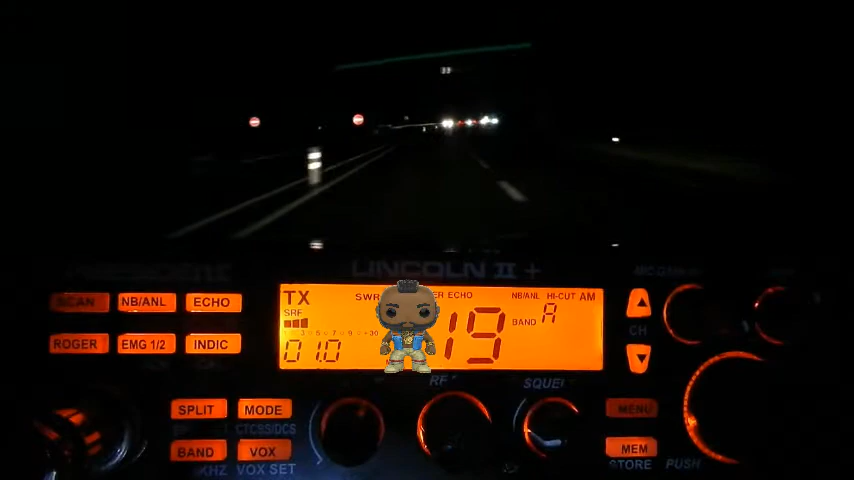 PRESIDENT
LINCOLN II +
SCAN NB/ANL ECHO
ROGER EMG 1/2 INDIC
TX SWR ECHO NB/ANL HI-CUT AM
SRF
BAND A
01.0 19
CH
SPLIT MODE
CTCSS/DCS
BAND VOX
KHZ VOX SET
RF
MENU
MEM
STORE PUSH